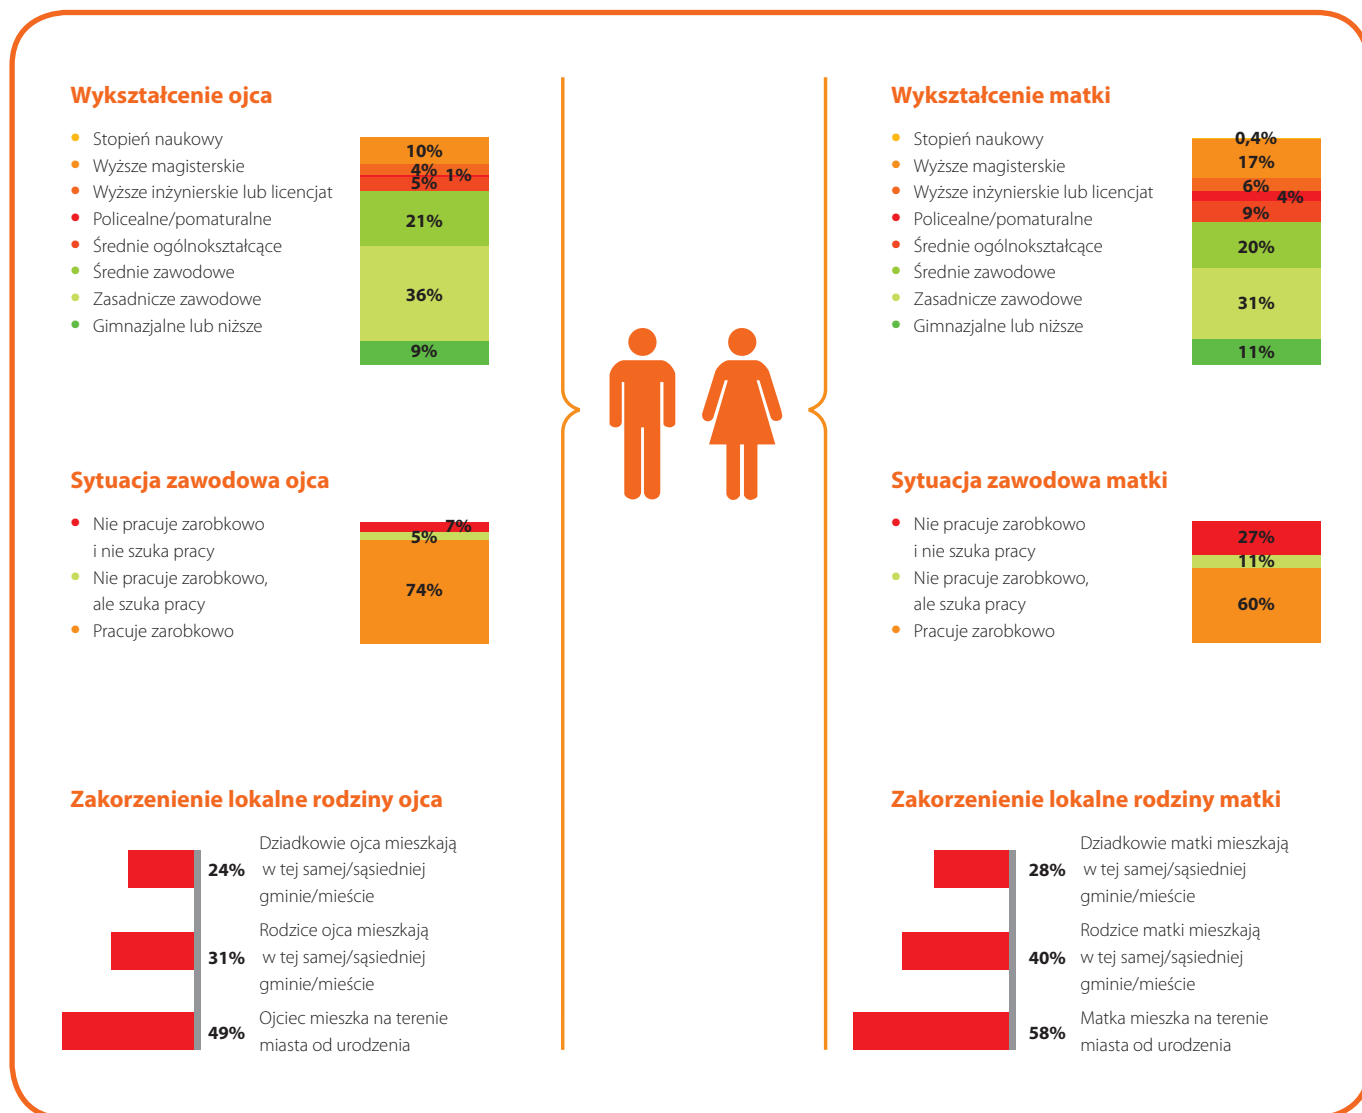 Wykształcenie ojca
Stopień naukowy
Wyższe magisterskie
Wyższe inżynierskie lub licencjat
Policealne/pomaturalne
Średnie ogólnokształcące
Średnie zawodowe
Zasadnicze zawodowe
Gimnazjalne lub niższe
10%
4%
1%
5%
21%
36%
9%
Sytuacja zawodowa ojca
Nie pracuje zarobkowo
i nie szuka pracy
Nie pracuje zarobkowo,
ale szuka pracy
Pracuje zarobkowo
7%
5%
74%
Zakorzenienie lokalne rodziny ojca
24%
Dziadkowie ojca mieszkają
w tej samej/sąsiedniej
gminie/mieście
31%
Rodzice ojca mieszkają
w tej samej/sąsiedniej
gminie/mieście
49%
Ojciec mieszka na terenie
miasta od urodzenia
Wykształcenie matki
Stopień naukowy
Wyższe magisterskie
Wyższe inżynierskie lub licencjat
Policealne/pomaturalne
Średnie ogólnokształcące
Średnie zawodowe
Zasadnicze zawodowe
Gimnazjalne lub niższe
0,4%
17%
6%
4%
9%
20%
31%
11%
Sytuacja zawodowa matki
Nie pracuje zarobkowo
i nie szuka pracy
Nie pracuje zarobkowo,
ale szuka pracy
Pracuje zarobkowo
27%
11%
60%
Zakorzenienie lokalne rodziny matki
28%
Dziadkowie matki mieszkają
w tej samej/sąsiedniej
gminie/mieście
40%
Rodzice matki mieszkają
w tej samej/sąsiedniej
gminie/mieście
58%
Matka mieszka na terenie
miasta od urodzenia